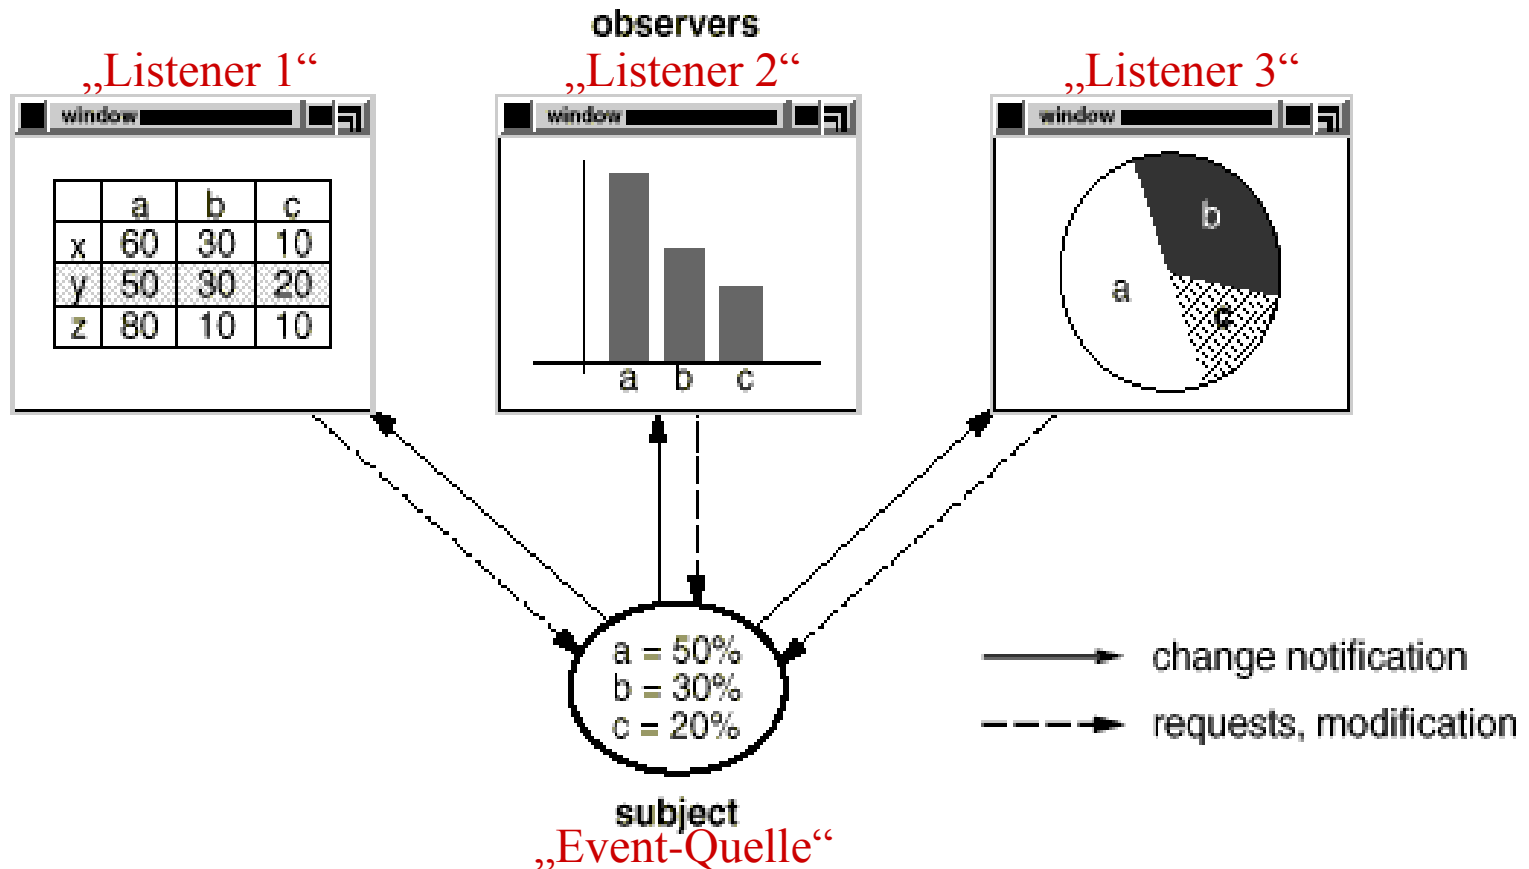 observers
„Listener 1“
„Listener 2“
„Listener 3“
window
window
window
a b c
x 60 30 10
y 50 30 20
z 80 10 10
a b c
a
b
c
a = 50%
b = 30%
c = 20%
subject
„Event-Quelle“
change notification
requests, modification